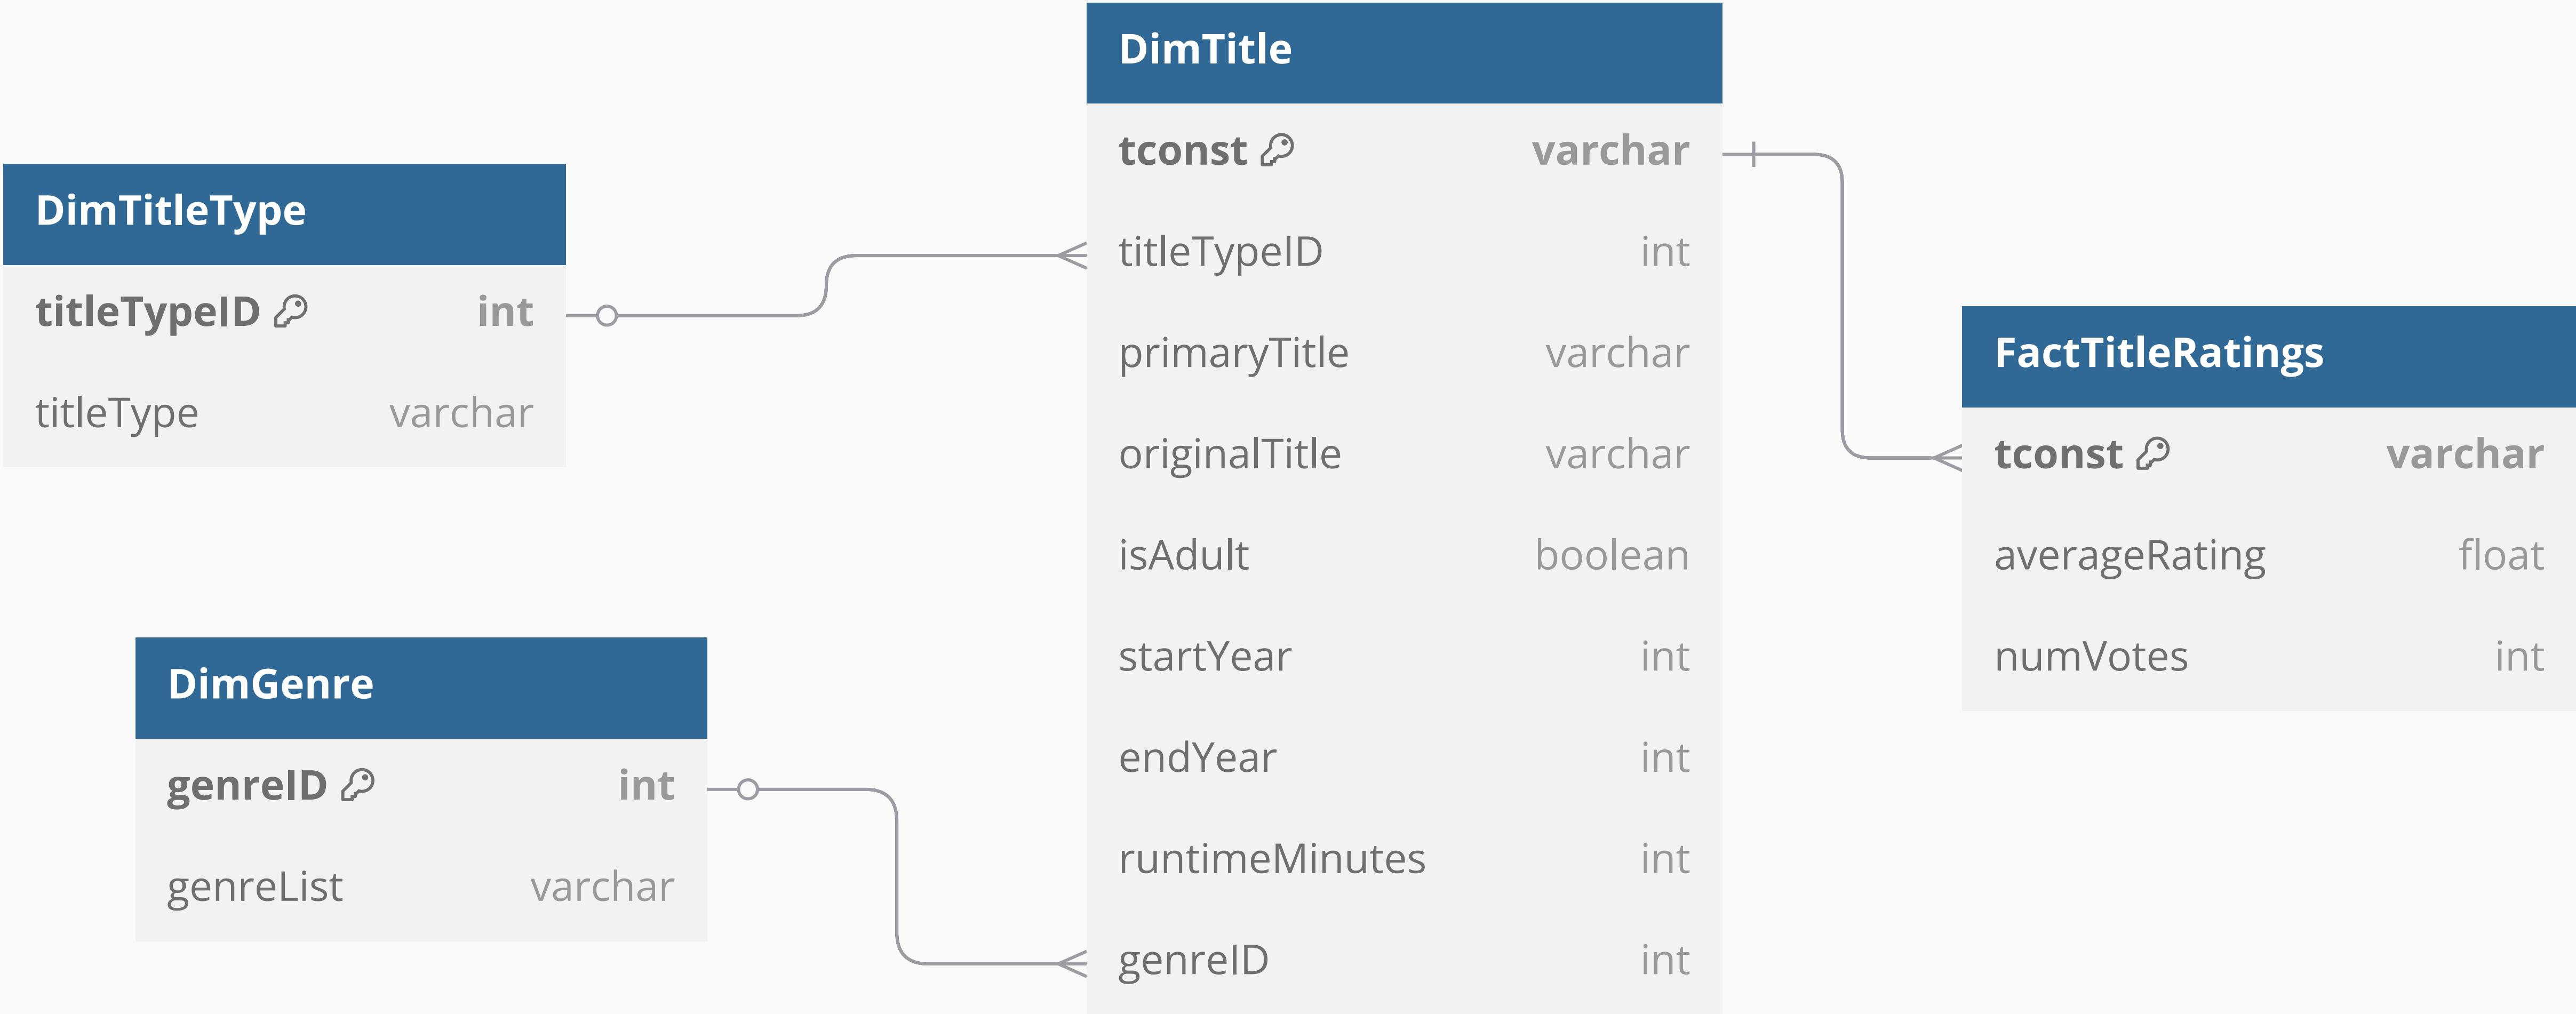 DimTitleType
titleTypeID int
titleType varchar
DimGenre
genreID int
genreList varchar
DimTitle
tconst varchar
titleTypeID int
primaryTitle varchar
originalTitle varchar
isAdult boolean
startYear int
endYear int
runtimeMinutes int
genreID int
FactTitleRatings
tconst varchar
averageRating float
numVotes int